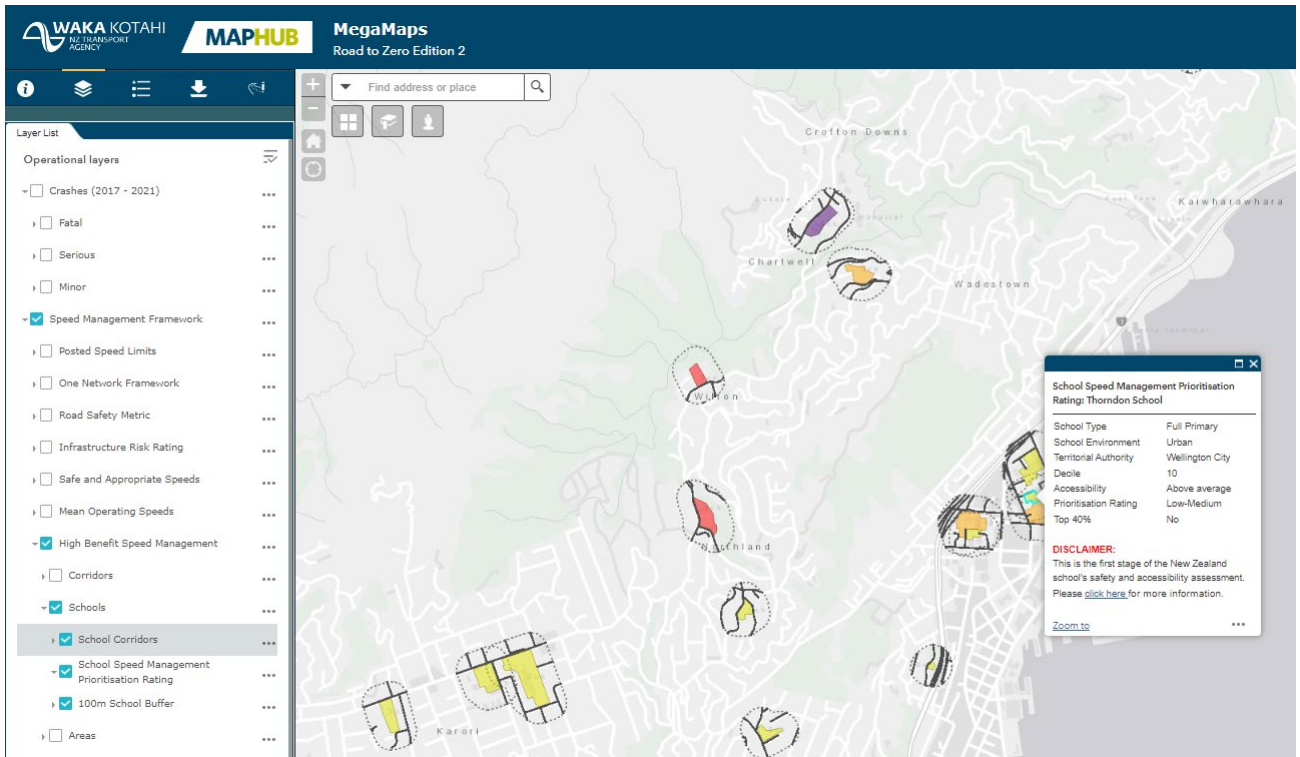 WAKA KOTAHI
NZ TRANSPORT
AGENCY
MAPHUB
MegaMaps
Road to Zero Edition 2
Find address or place
Layer List
Operational layers
Crashes (2017 - 2021)
Fatal
Serious
Minor
Speed Management Framework
Posted Speed Limits
One Network Framework
Road Safety Metric
Infrastructure Risk Rating
Safe and Appropriate Speeds
Mean Operating Speeds
High Benefit Speed Management
Corridors
Schools
School Corridors
School Speed Management
Prioritisation Rating
100m School Buffer
Areas
Crofton Downs
Kaiwharawhara
Chartwell
Wadestown
Wilton
Northland
Karori
School Speed Management Prioritisation
Rating: Thorndon School
School Type Full Primary
School Environment Urban
Territorial Authority Wellington City
Decile 10
Accessibility Above average
Prioritisation Rating Low-Medium
Top 40% No
DISCLAIMER:
This is the first stage of the New Zealand
school's safety and accessibility assessment.
Please click here for more information.
Zoom to